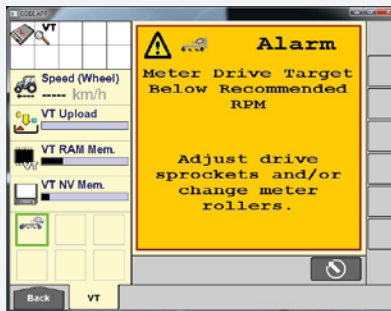 VT
Speed (Wheel)
----- km/h
VT Upload
VT RAM Mem.
VT NV Mem.
Back
VT
Alarm
Meter Drive Target
Below Recommended
RPM
Adjust drive
sprockets and/or
change meter
rollers.